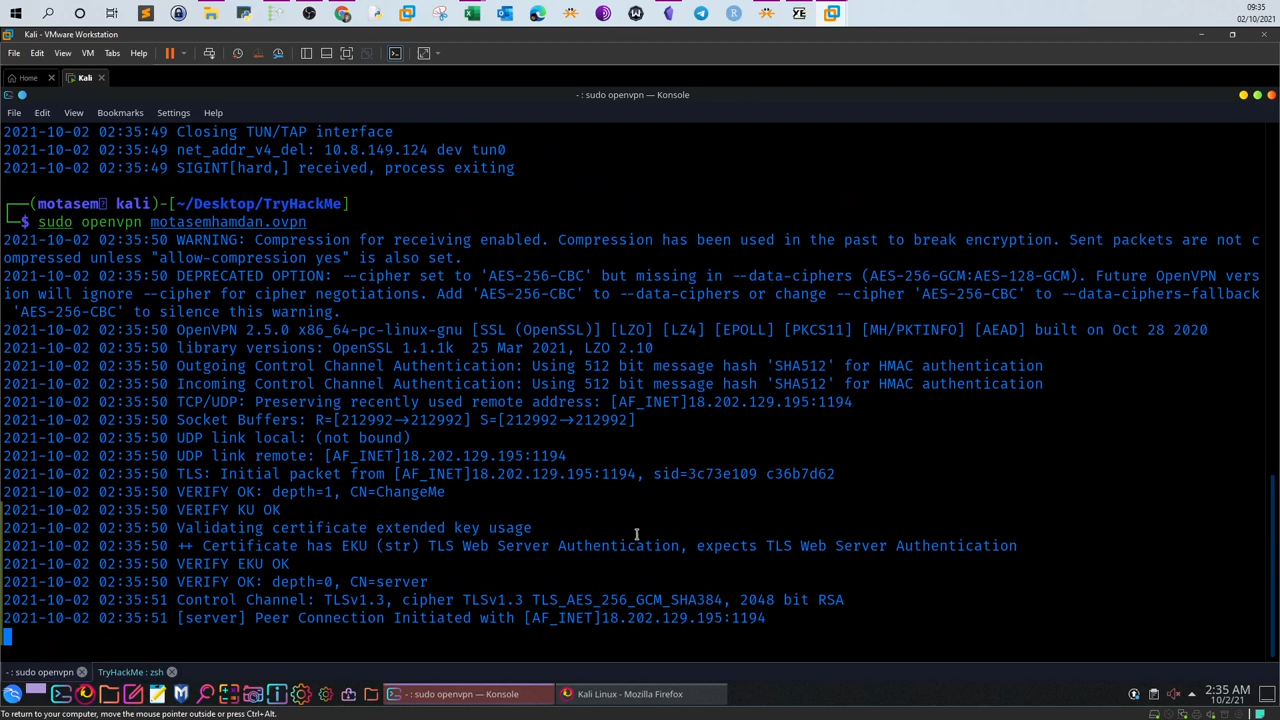 09:35
02/10/2021
Kali - VMware Workstation
File Edit View VM Tabs Help
Home Kali
- : sudo openvpn — Konsole
File Edit View Bookmarks Settings Help
2021-10-02 02:35:49 Closing TUN/TAP interface
2021-10-02 02:35:49 net_addr_v4_del: 10.8.149.124 dev tun0
2021-10-02 02:35:49 SIGINT[hard,] received, process exiting
┌──(motasem kali)-[~/Desktop/TryHackMe]
└─$ sudo openvpn motasemhamdan.ovpn
2021-10-02 02:35:50 WARNING: Compression for receiving enabled. Compression has been used in the past to break encryption. Sent packets are not c
ompressed unless "allow-compression yes" is also set.
2021-10-02 02:35:50 DEPRECATED OPTION: --cipher set to 'AES-256-CBC' but missing in --data-ciphers (AES-256-GCM:AES-128-GCM). Future OpenVPN vers
ion will ignore --cipher for cipher negotiations. Add 'AES-256-CBC' to --data-ciphers or change --cipher 'AES-256-CBC' to --data-ciphers-fallback
'AES-256-CBC' to silence this warning.
2021-10-02 02:35:50 OpenVPN 2.5.0 x86_64-pc-linux-gnu [SSL (OpenSSL)] [LZO] [LZ4] [EPOLL] [PKCS11] [MH/PKTINFO] [AEAD] built on Oct 28 2020
2021-10-02 02:35:50 library versions: OpenSSL 1.1.1k  25 Mar 2021, LZO 2.10
2021-10-02 02:35:50 Outgoing Control Channel Authentication: Using 512 bit message hash 'SHA512' for HMAC authentication
2021-10-02 02:35:50 Incoming Control Channel Authentication: Using 512 bit message hash 'SHA512' for HMAC authentication
2021-10-02 02:35:50 TCP/UDP: Preserving recently used remote address: [AF_INET]18.202.129.195:1194
2021-10-02 02:35:50 Socket Buffers: R=[212992->212992] S=[212992->212992]
2021-10-02 02:35:50 UDP link local: (not bound)
2021-10-02 02:35:50 UDP link remote: [AF_INET]18.202.129.195:1194
2021-10-02 02:35:50 TLS: Initial packet from [AF_INET]18.202.129.195:1194, sid=3c73e109 c36b7d62
2021-10-02 02:35:50 VERIFY OK: depth=1, CN=ChangeMe
2021-10-02 02:35:50 VERIFY KU OK
2021-10-02 02:35:50 Validating certificate extended key usage
2021-10-02 02:35:50 ++ Certificate has EKU (str) TLS Web Server Authentication, expects TLS Web Server Authentication
2021-10-02 02:35:50 VERIFY EKU OK
2021-10-02 02:35:50 VERIFY OK: depth=0, CN=server
2021-10-02 02:35:51 Control Channel: TLSv1.3, cipher TLSv1.3 TLS_AES_256_GCM_SHA384, 2048 bit RSA
2021-10-02 02:35:51 [server] Peer Connection Initiated with [AF_INET]18.202.129.195:1194
- : sudo openvpn TryHackMe : zsh
- : sudo openvpn — Konsole Kali Linux - Mozilla Firefox 2:35 AM
10/2/21
To return to your computer, move the mouse pointer outside or press Ctrl+Alt.